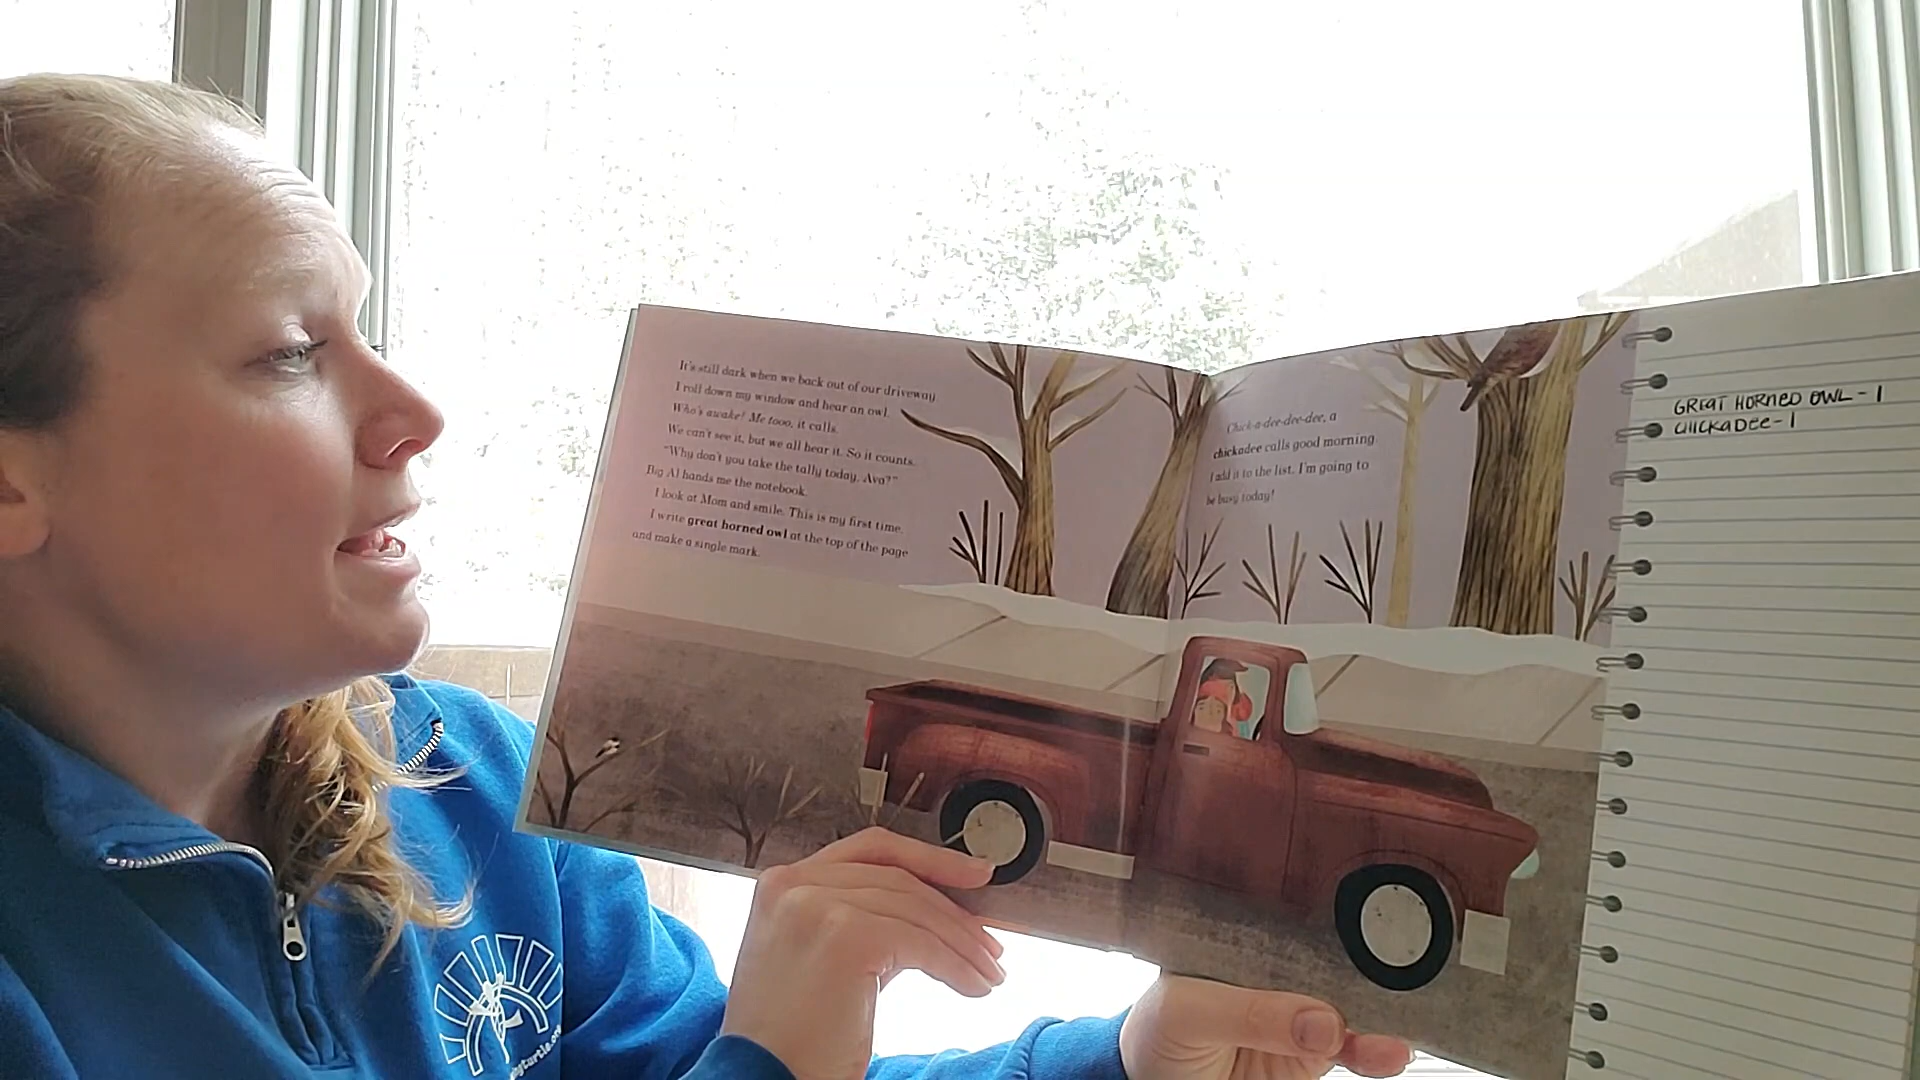 It's still dark when we back out of our driveway.
I roll down my window and hear an owl.
Who's awake? Me tooo, it calls.
We can't see it, but we all hear it. So it counts.
"Why don't you take the tally today, Ava?"
Big Al hands me the notebook.
I look at Mom and smile. This is my first time.
I write great horned owl at the top of the page
and make a single mark.
Chick-a-dee-dee-dee, a
chickadee calls good morning.
I add it to the list. I'm going to
be busy today!
GREAT HORNED OWL - 1
CHICKADEE - 1